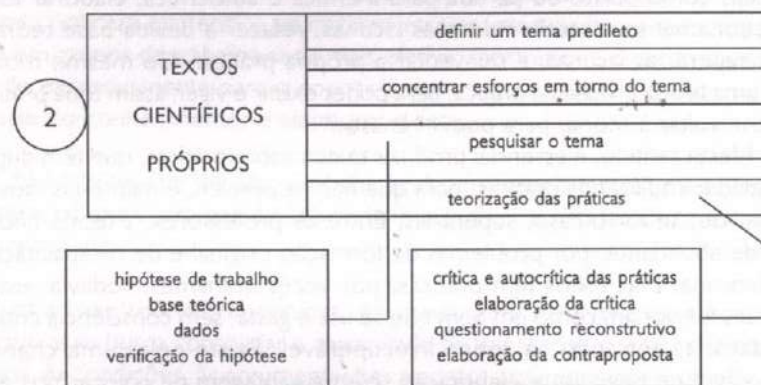 definir um tema predileto
TEXTOS
concentrar esforços em torno do tema
2
CIENTÍFICOS
pesquisar o tema
PRÓPRIOS
teorização das práticas
hipótese de trabalho
base teórica
dados
verificação da hipótese
crítica e autocrítica das práticas
elaboração da crítica
questionamento reconstrutivo
elaboração da contraproposta